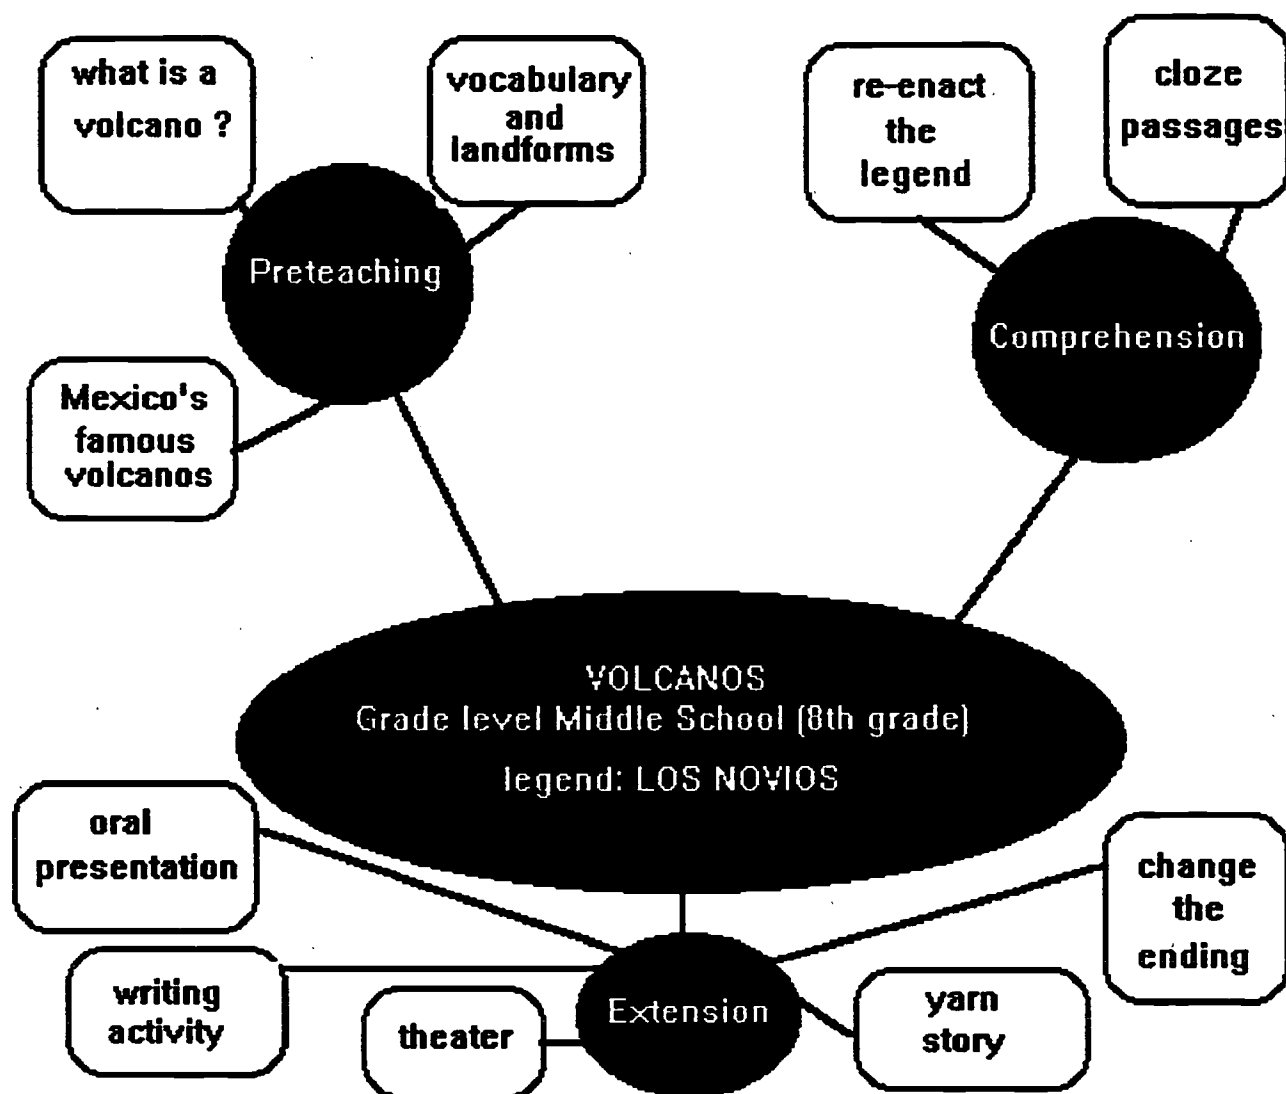 what is a
volcano ?
vocabulary
and
landforms
re-enact
the
legend
cloze
passages
Preteaching
Comprehension
Mexico's
famous
volcanos
VOLCANOS
Grade level Middle School (8th grade)
legend: LOS NOVIOS
oral
presentation
change
the
ending
writing
activity
theater
Extension
yarn
story